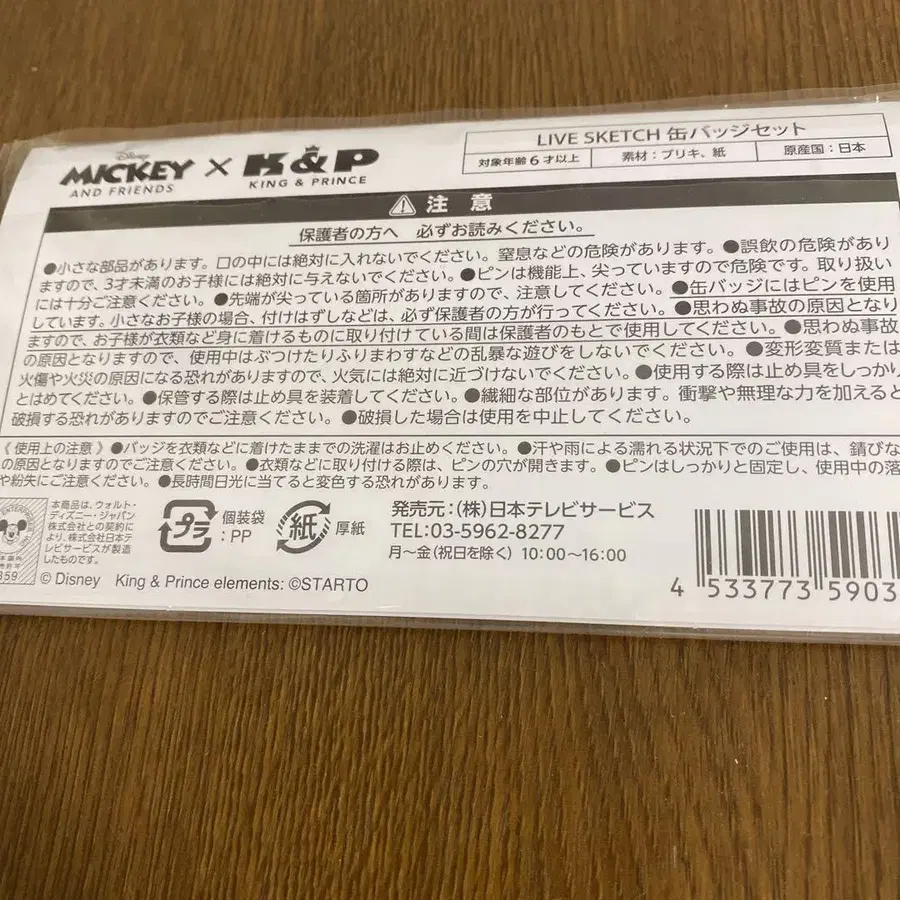 Disney
MICKEY
AND FRIENDS
×
K&P
KING & PRINCE
LIVE SKETCH 缶バッジセット
対象年齢6才以上 素材:ブリキ、紙 原産国:日本
注意
保護者の方へ 必ずお読みください。
●小さな部品があります。口の中には絶対に入れないでください。窒息などの危険があります。●誤飲の危険があり
ますので、3才未満のお子様には絶対に与えないでください。●ピンは機能上、尖っていますので危険です。取り扱い
には十分ご注意ください。●先端が尖っている箇所がありますので、注意してください。●缶バッジにはピンを使用
しています。小さなお子様の場合、付けはずしなどは、必ず保護者の方が行ってください。●思わぬ事故の原因となり
ますので、お子様が衣類など身に着けるものに取り付けている間は保護者のもとで使用してください。●思わぬ事故
の原因となりますので、使用中はぶつけたりふりまわすなどの乱暴な遊びをしないでください。●変形変質または
火傷や火災の原因になる恐れがありますので、火気には絶対に近づけないでください。●使用する際は止め具をしっかり
とはめてください。●保管する際は止め具を装着してください。●繊細な部位があります。衝撃や無理な力を加えると
破損する恐れがありますのでご注意ください。●破損した場合は使用を中止してください。
《使用上の注意》●バッジを衣類などに着けたままでの洗濯はお止めください。●汗や雨による濡れる状況下でのご使用は、錆びな
の原因となりますのでご注意ください。●衣類などに取り付ける際は、ピンの穴が開きます。●ピンはしっかりと固定し、使用中の落
や紛失にご注意ください。●長時間日光に当てると変色する恐れがあります。
本商品は、ウォルト・
ディズニー・ジャパン
株式会社との契約に
より、株式会社日本テ
レビサービスが製造
したものです。
359
プラ
個装袋
:PP
紙
厚紙
発売元:(株)日本テレビサービス
TEL:03-5962-8277
月~金(祝日を除く) 10:00~16:00
© Disney King & Prince elements: ©STARTO
4 533773 5903